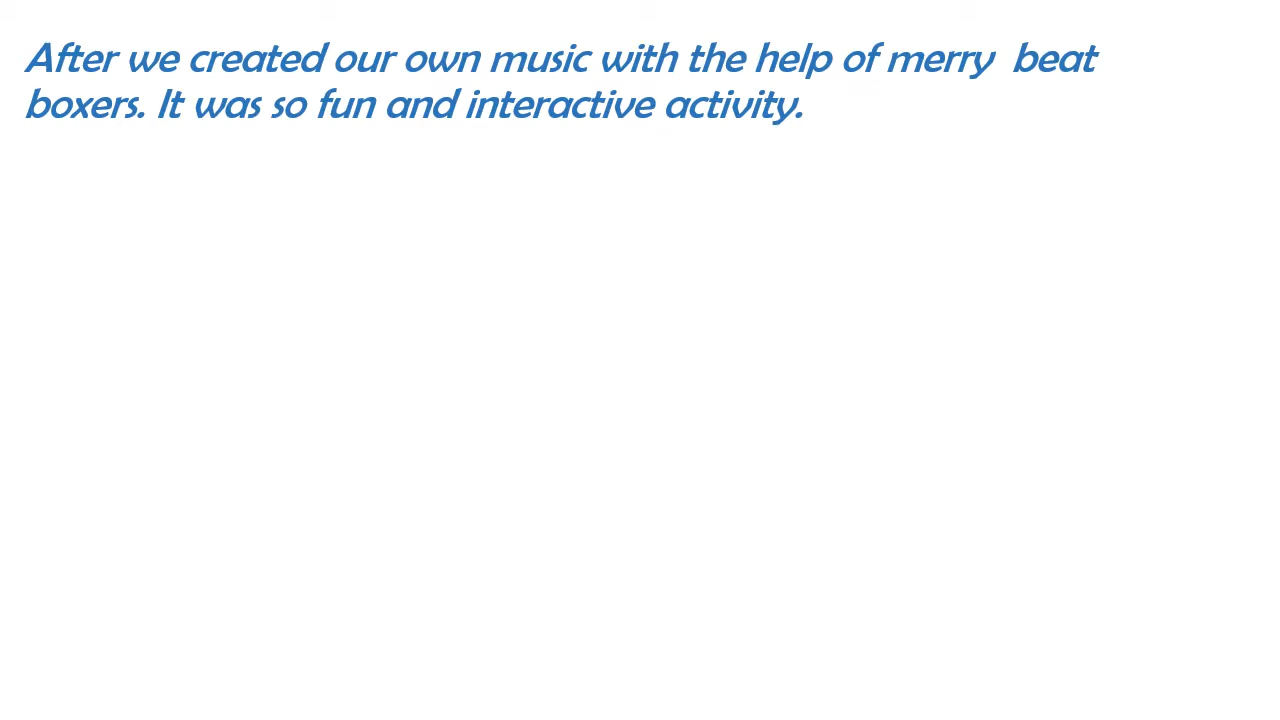 After we created our own music with the help of merry  beat
boxers. It was so fun and interactive activity.